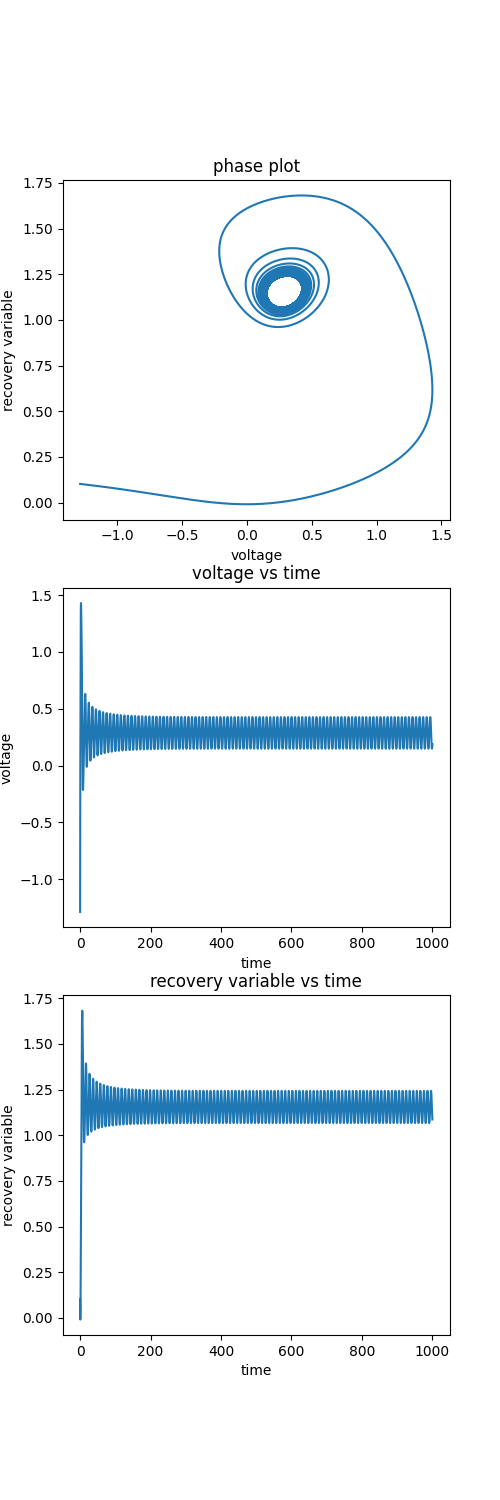 phase plot
1.75
1.50
1.25
1.00
0.75
0.50
0.25
0.00
recovery variable
−1.0 −0.5 0.0 0.5 1.0 1.5
voltage
voltage vs time
1.5
1.0
0.5
0.0
−0.5
−1.0
voltage
0 200 400 600 800 1000
time
recovery variable vs time
1.75
1.50
1.25
1.00
0.75
0.50
0.25
0.00
recovery variable
0 200 400 600 800 1000
time